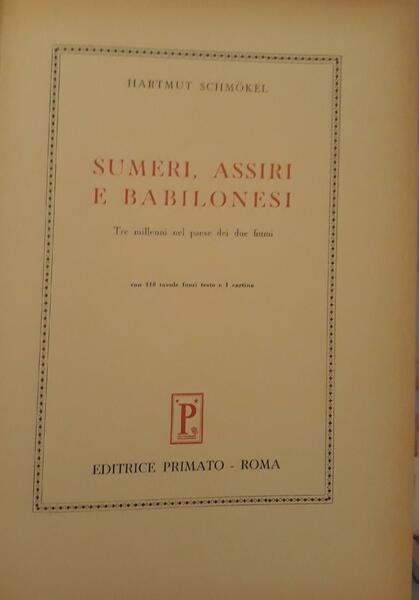 HARTMUT SCHMÖKEL
SUMERI, ASSIRI
E BABILONESI
Tre millenni nel paese dei due fiumi
con 118 tavole fuori testo e 1 cartina
P
EDITRICE PRIMATO - ROMA